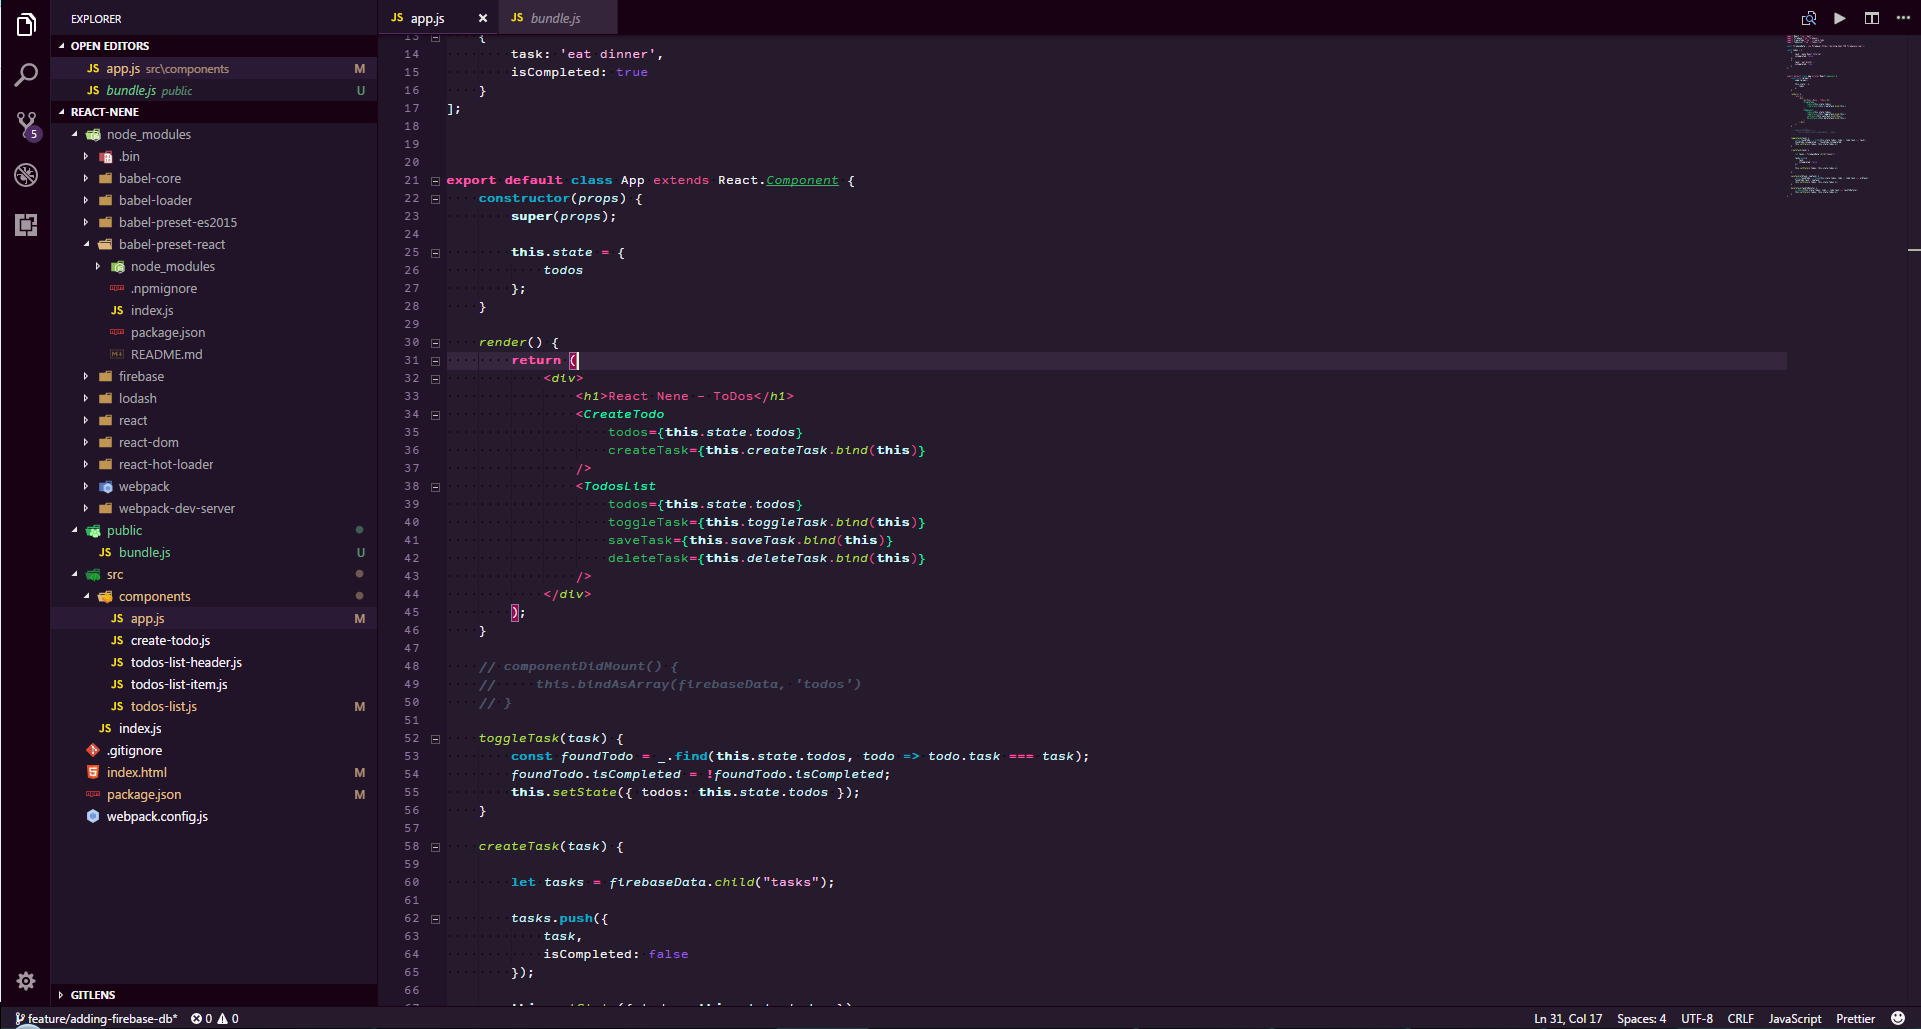 EXPLORER
OPEN EDITORS
JS app.js src\components M
JS bundle.js public U
REACT-NENE
node_modules
.bin
babel-core
babel-loader
babel-preset-es2015
babel-preset-react
node_modules
.npmignore
JS index.js
package.json
README.md
firebase
lodash
react
react-dom
react-hot-loader
webpack
webpack-dev-server
public
JS bundle.js U
src
components
JS app.js M
JS create-todo.js
JS todos-list-header.js
JS todos-list-item.js
JS todos-list.js M
JS index.js
.gitignore
index.html M
package.json M
webpack.config.js
GITLENS
5
JS app.js
JS bundle.js
13 {
14 task: 'eat dinner',
15 isCompleted: true
16 }
17 ];
18
19
20
21 export default class App extends React.Component {
22 constructor(props) {
23 super(props);
24
25 this.state = {
26 todos
27 };
28 }
29
30 render() {
31 return (
32 <div>
33 <h1>React Nene - ToDos</h1>
34 <CreateTodo
35 todos={this.state.todos}
36 createTask={this.createTask.bind(this)}
37 />
38 <TodosList
39 todos={this.state.todos}
40 toggleTask={this.toggleTask.bind(this)}
41 saveTask={this.saveTask.bind(this)}
42 deleteTask={this.deleteTask.bind(this)}
43 />
44 </div>
45 );
46 }
47
48 // componentDidMount() {
49 // this.bindAsArray(firebaseData, 'todos')
50 // }
51
52 toggleTask(task) {
53 const foundTodo = _.find(this.state.todos, todo => todo.task === task);
54 foundTodo.isCompleted = !foundTodo.isCompleted;
55 this.setState({ todos: this.state.todos });
56 }
57
58 createTask(task) {
59
60 let tasks = firebaseData.child("tasks");
61
62 tasks.push({
63 task,
64 isCompleted: false
65 });
66
feature/adding-firebase-db* 0 0
Ln 31, Col 17 Spaces: 4 UTF-8 CRLF JavaScript Prettier